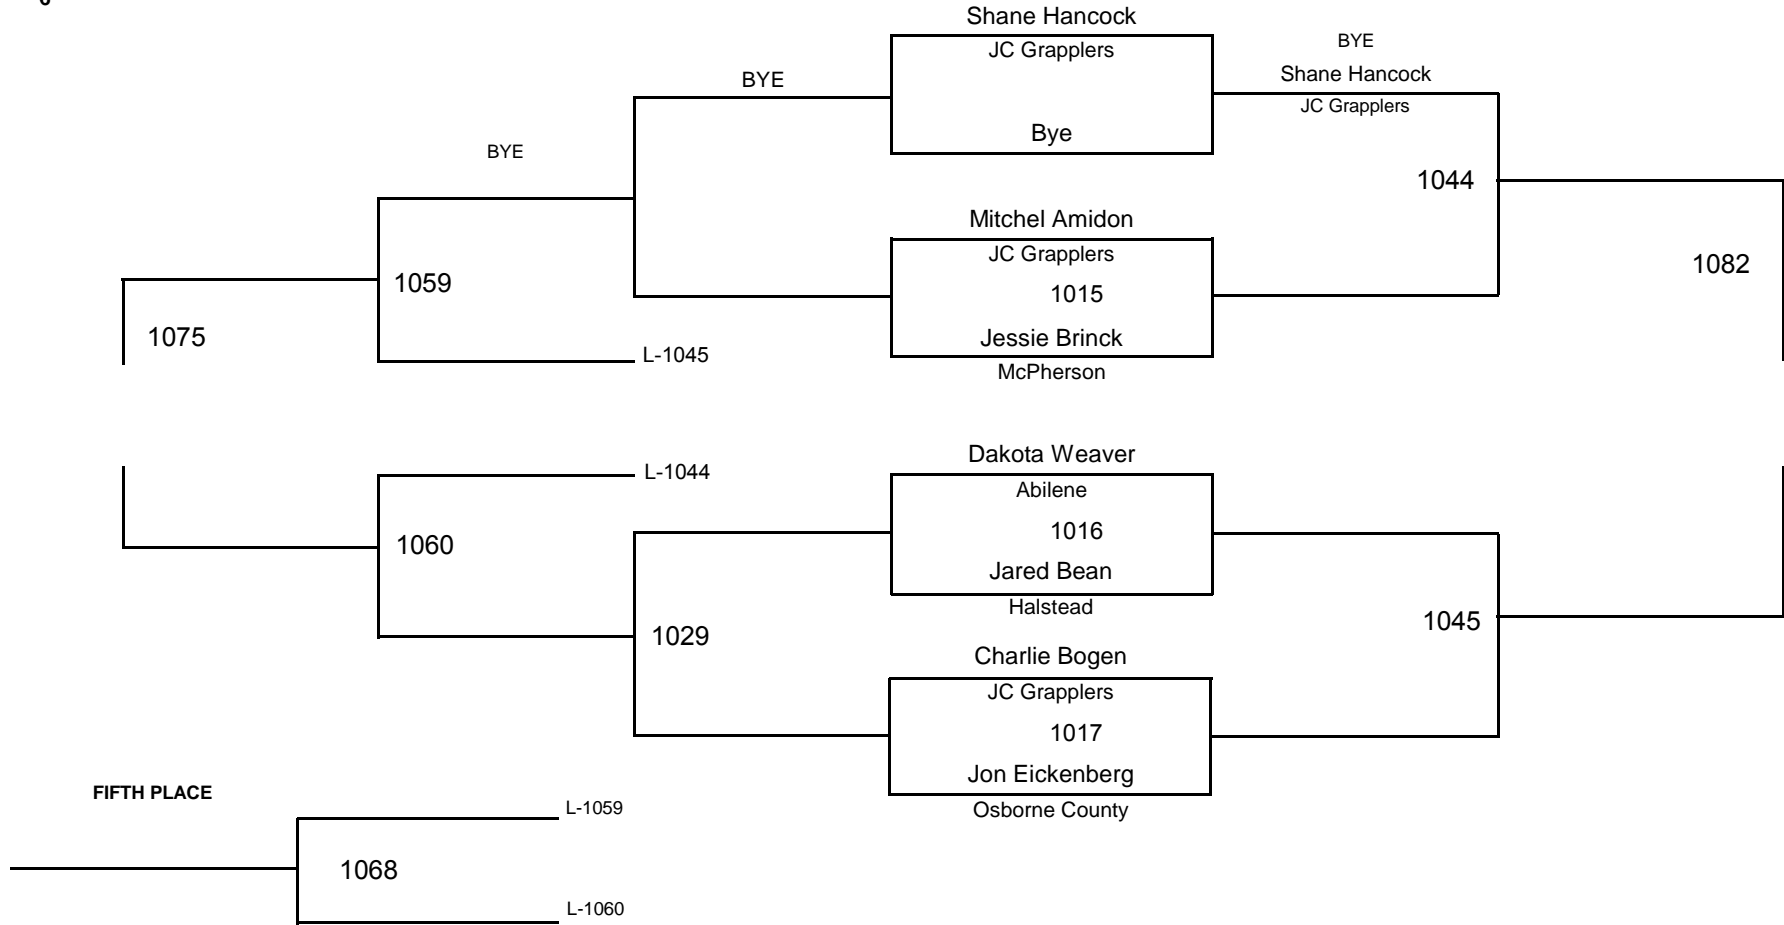 Shane Hancock
JC Grapplers
BYE
BYE
Shane Hancock
JC Grapplers
Bye
BYE
1044
Mitchel Amidon
JC Grapplers
1082
1059
1015
1075
Jessie Brinck
L-1045
McPherson
Dakota Weaver
L-1044
Abilene
1016
1060
Jared Bean
Halstead
1045
1029
Charlie Bogen
JC Grapplers
1017
Jon Eickenberg
FIFTH PLACE
L-1059
Osborne County
1068
L-1060